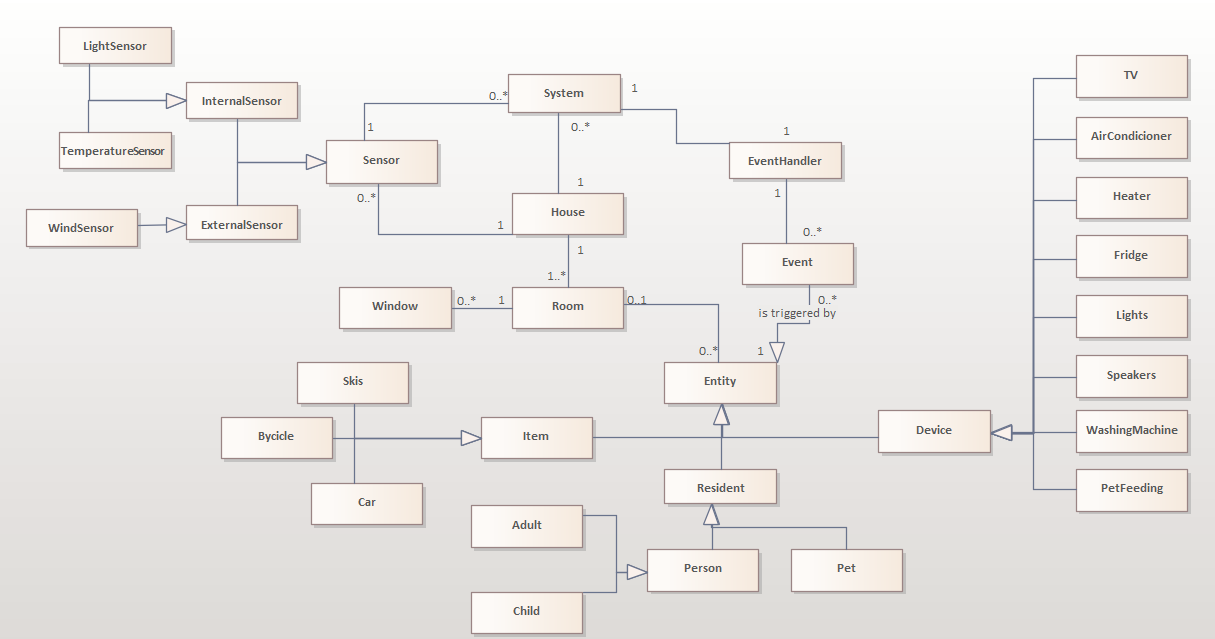 LightSensor
TV
System
0..*
1
InternalSensor
1
1
AirCondicioner
0..*
TemperatureSensor
Sensor
EventHandler
1
1
Heater
0..*
House
WindSensor
ExternalSensor
1
0..*
1
Fridge
Event
1..*
0..*
1
0..1
0..*
Window
Room
is triggered by
Lights
0..*
1
Skis
Entity
Speakers
Bycicle
Item
Device
WashingMachine
Resident
PetFeeding
Car
Adult
Person
Pet
Child